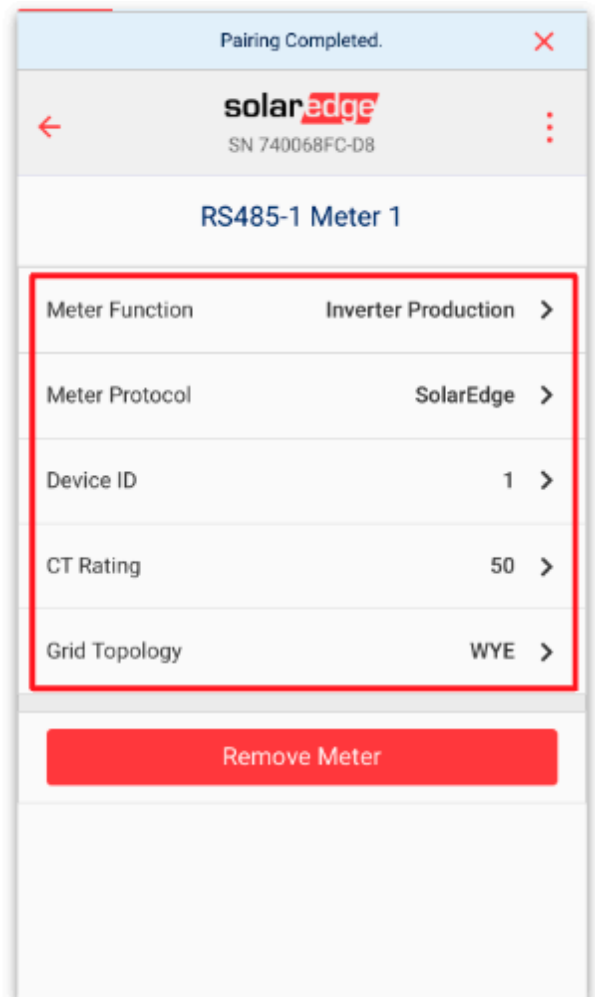 Pairing Completed.
solaredge
SN 740068FC-D8
RS485-1 Meter 1
Meter Function Inverter Production
Meter Protocol SolarEdge
Device ID 1
CT Rating 50
Grid Topology WYE
Remove Meter